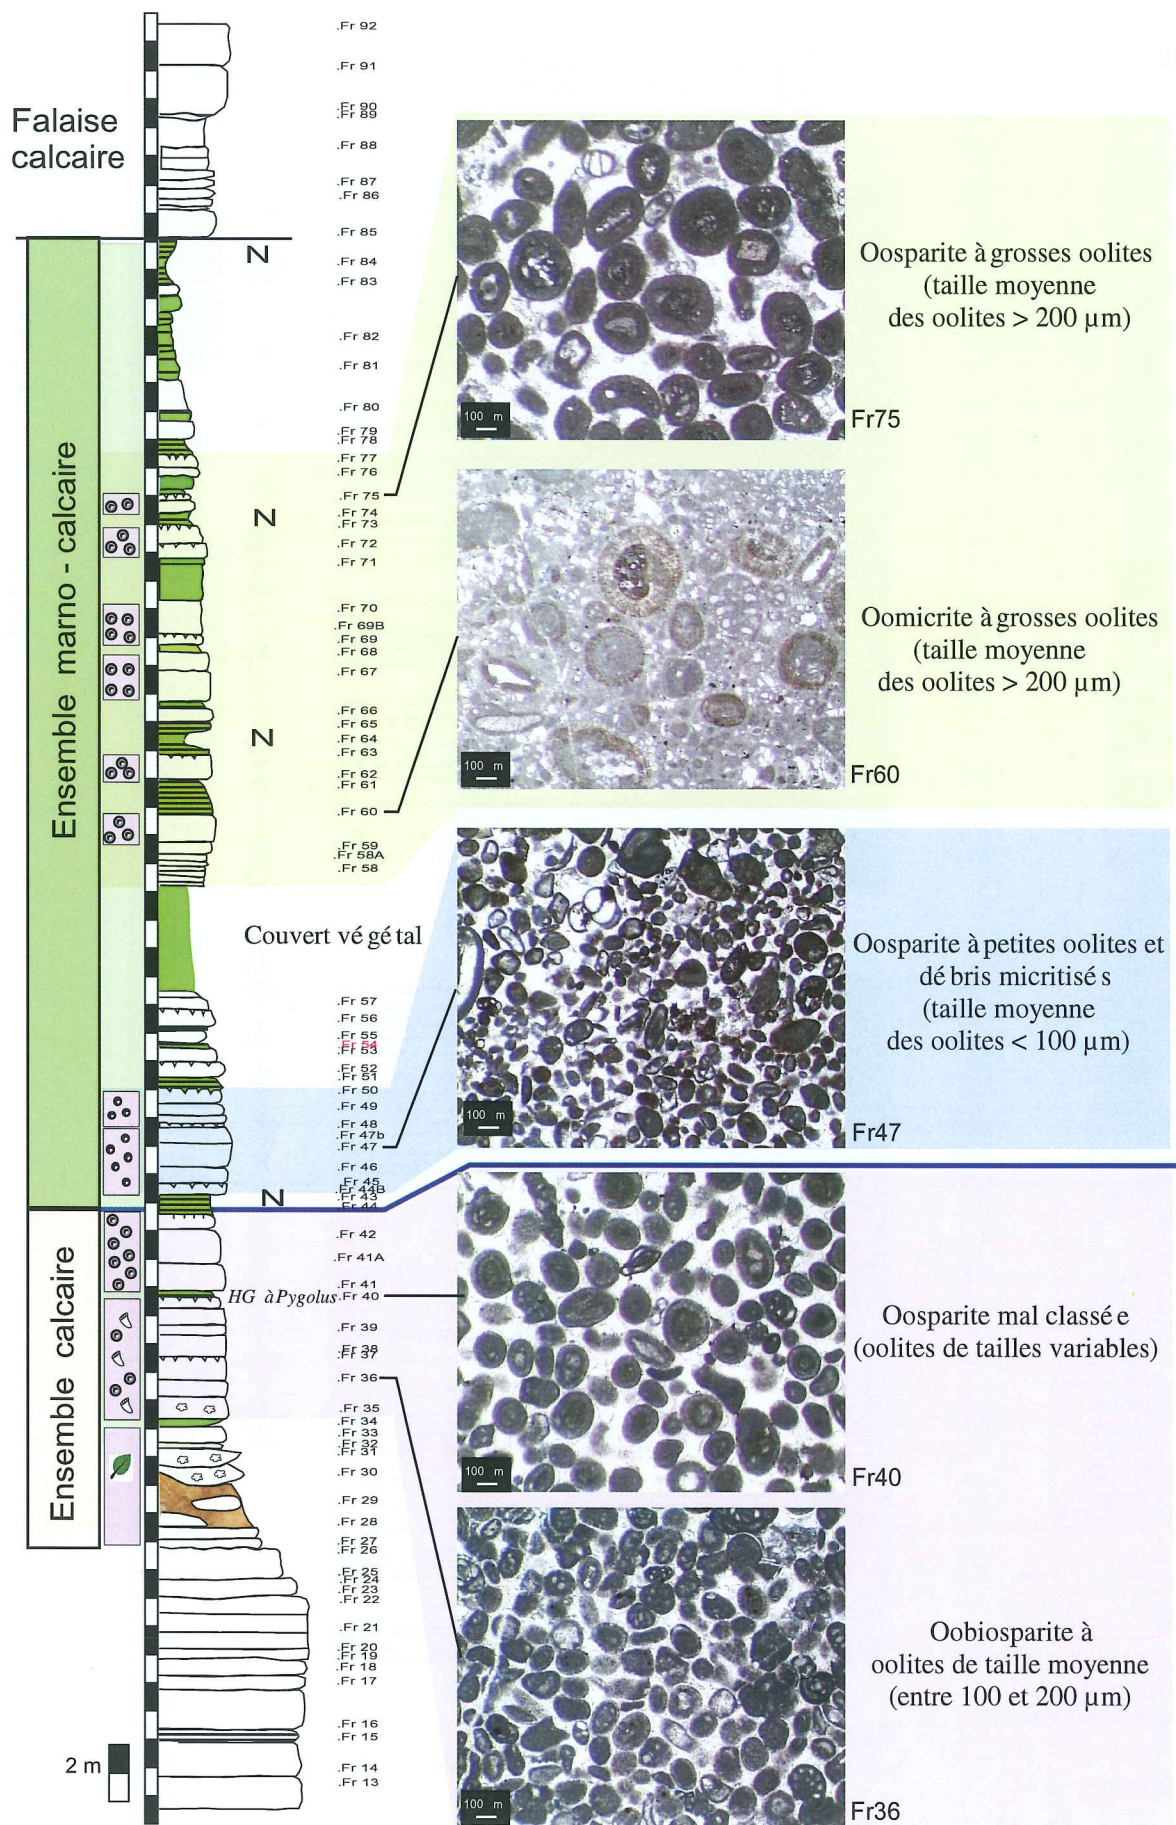 .Fr 92
.Fr 91
.Fr 90
.Fr 89
Falaise
calcaire
.Fr 88
.Fr 87
.Fr 86
.Fr 85
N
.Fr 84
.Fr 83
.Fr 82
.Fr 81
.Fr 80
.Fr 79
.Fr 78
.Fr 77
.Fr 76
.Fr 75
.Fr 74
N
.Fr 73
.Fr 72
.Fr 71
.Fr 70
.Fr 69B
.Fr 69
.Fr 68
.Fr 67
.Fr 66
.Fr 65
N
.Fr 64
.Fr 63
.Fr 62
.Fr 61
.Fr 60
.Fr 59
.Fr 58A
.Fr 58
Ensemble marno - calcaire
Couvert végétal
.Fr 57
.Fr 56
.Fr 55
.Fr 54
.Fr 53
.Fr 52
.Fr 51
.Fr 50
.Fr 49
.Fr 48
.Fr 47b
.Fr 47
.Fr 46
.Fr 45
.Fr 44B
N
.Fr 43
.Fr 44
.Fr 42
.Fr 41A
.Fr 41
HG à Pygolus
.Fr 40
.Fr 39
.Fr 38
.Fr 37
.Fr 36
.Fr 35
.Fr 34
.Fr 33
.Fr 32
.Fr 31
.Fr 30
.Fr 29
.Fr 28
.Fr 27
.Fr 26
Ensemble calcaire
.Fr 25
.Fr 24
.Fr 23
.Fr 22
.Fr 21
.Fr 20
.Fr 19
.Fr 18
.Fr 17
.Fr 16
.Fr 15
.Fr 14
.Fr 13
2 m
Oosparite à grosses oolites
(taille moyenne
des oolites > 200 µm)
100 m
Fr75
Oomicrite à grosses oolites
(taille moyenne
des oolites > 200 µm)
100 m
Fr60
Oosparite à petites oolites et
débris micritisés
(taille moyenne
des oolites < 100 µm)
100 m
Fr47
Oosparite mal classée
(oolites de tailles variables)
100 m
Fr40
Oobiosparite à
oolites de taille moyenne
(entre 100 et 200 µm)
100 m
Fr36